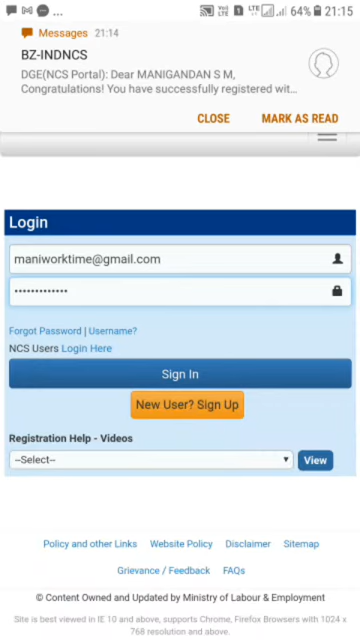 64% 21:15
Messages 21:14
BZ-INDNCS
DGE(NCS Portal): Dear MANIGANDAN S M,
Congratulations! You have successfully registered wit...
CLOSE MARK AS READ
Login
maniworktime@gmail.com
•••••••••••••
Forgot Password | Username?
NCS Users Login Here
Sign In
New User? Sign Up
Registration Help - Videos
--Select-- View
Policy and other Links Website Policy Disclaimer Sitemap
Grievance / Feedback FAQs
© Content Owned and Updated by Ministry of Labour & Employment
Site is best viewed in IE 10 and above, supports Chrome, Firefox Browsers with 1024 x
768 resolution and above.